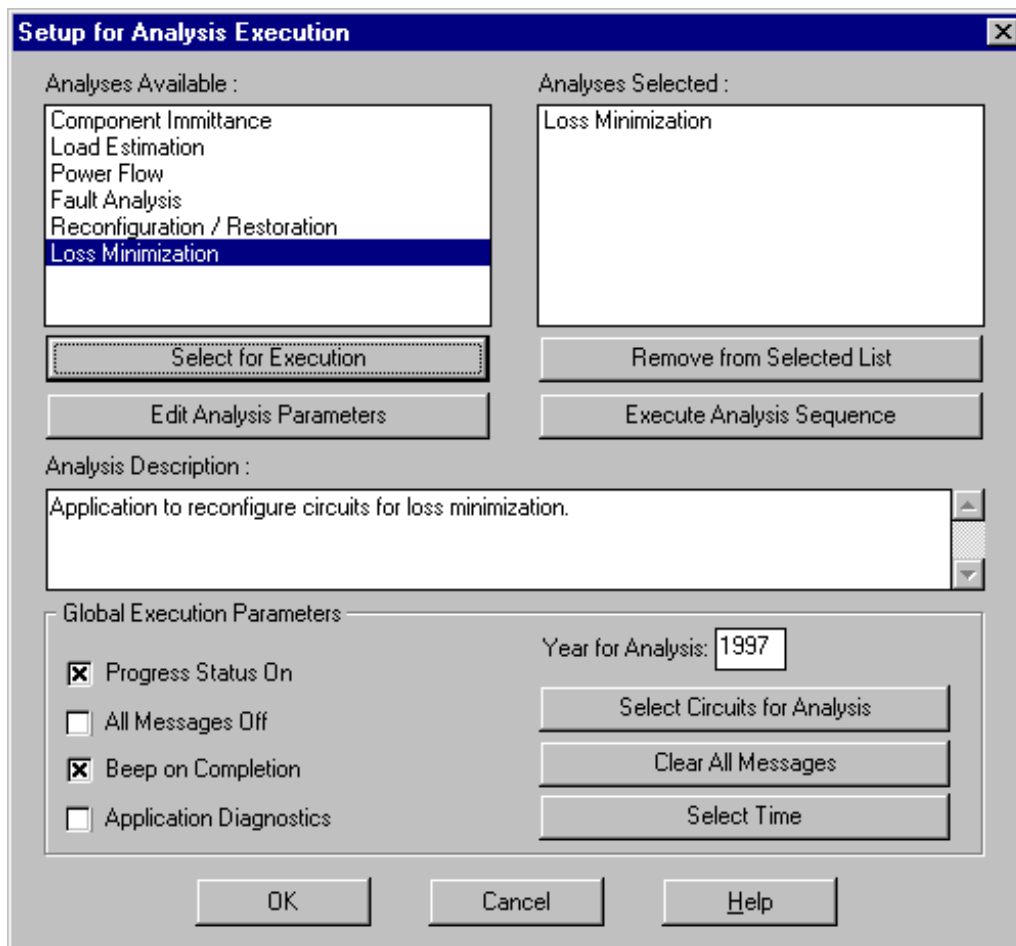 Setup for Analysis Execution
Analyses Available :
Component Immittance
Load Estimation
Power Flow
Fault Analysis
Reconfiguration / Restoration
Loss Minimization
Select for Execution
Edit Analysis Parameters
Analyses Selected :
Loss Minimization
Remove from Selected List
Execute Analysis Sequence
Analysis Description :
Application to reconfigure circuits for loss minimization.
Global Execution Parameters
Progress Status On
All Messages Off
Beep on Completion
Application Diagnostics
Year for Analysis: 1997
Select Circuits for Analysis
Clear All Messages
Select Time
OK
Cancel
Help